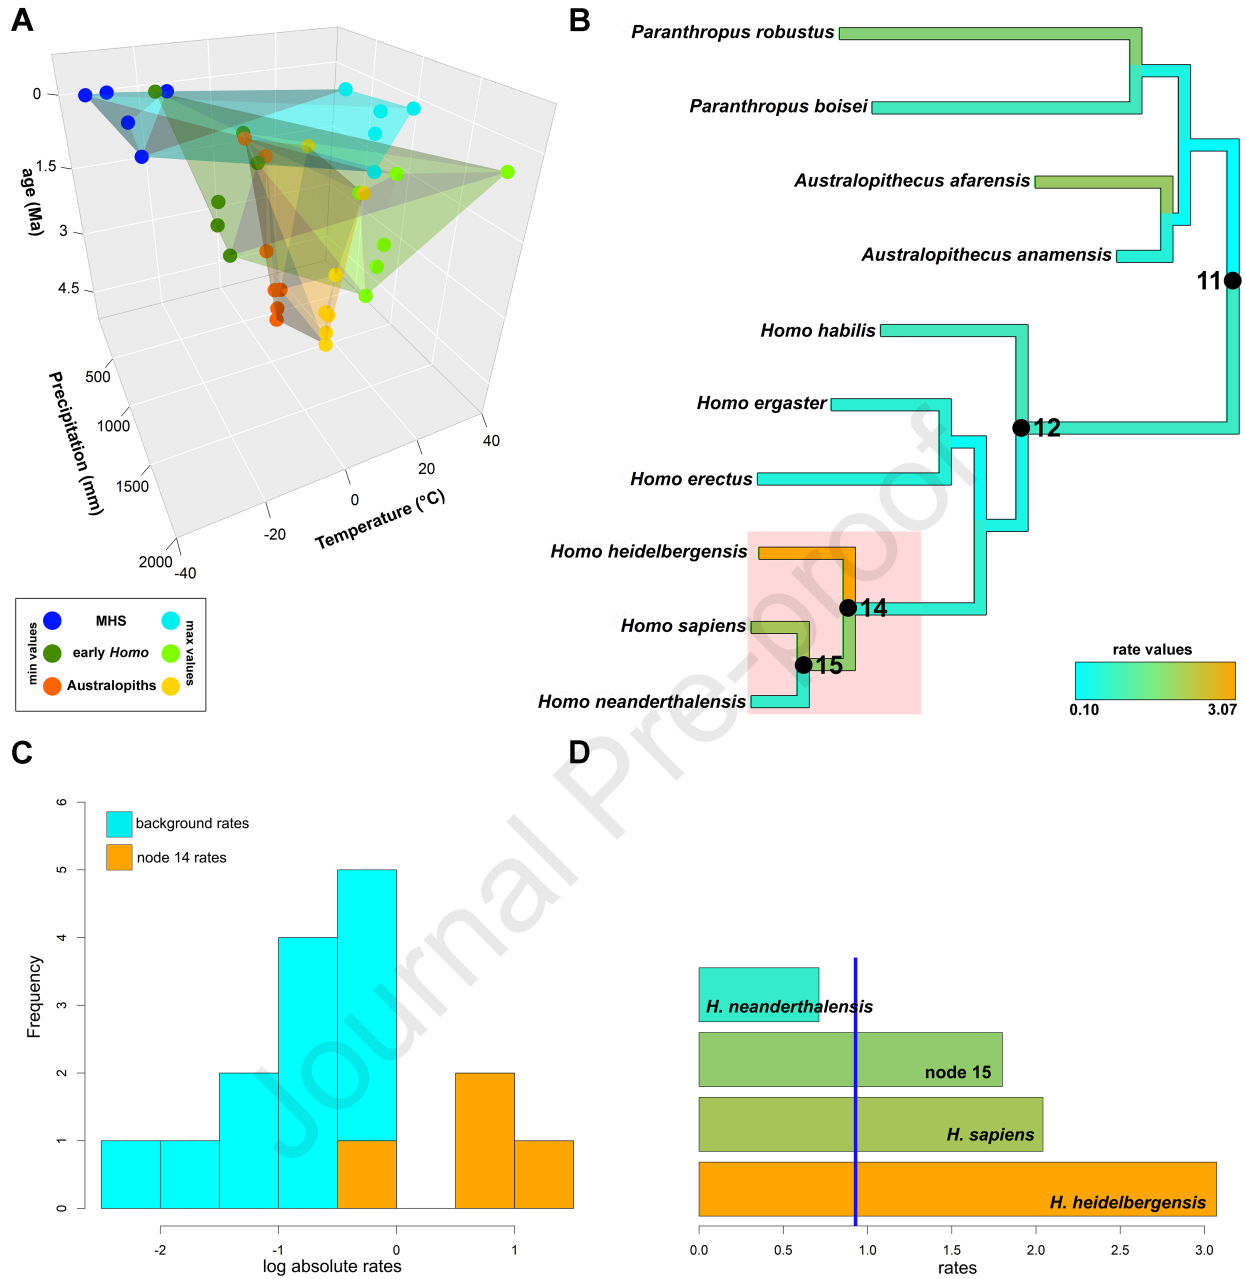 A
0
1.5
3
4.5
age (Ma)
500
1000
1500
2000
Precipitation (mm)
-40
-20
0
20
40
Temperature (°C)
min values
MHS
early Homo
Australopiths
max values
B
Paranthropus robustus
Paranthropus boisei
Australopithecus afarensis
Australopithecus anamensis
11
Homo habilis
Homo ergaster
12
Homo erectus
Homo heidelbergensis
14
Homo sapiens
15
Homo neanderthalensis
rate values
0.10 3.07
C
6
5
4
3
2
1
0
Frequency
background rates
node 14 rates
-2 -1 0 1
log absolute rates
D
H. neanderthalensis
node 15
H. sapiens
H. heidelbergensis
0.0 0.5 1.0 1.5 2.0 2.5 3.0
rates
Journal Pre-proof